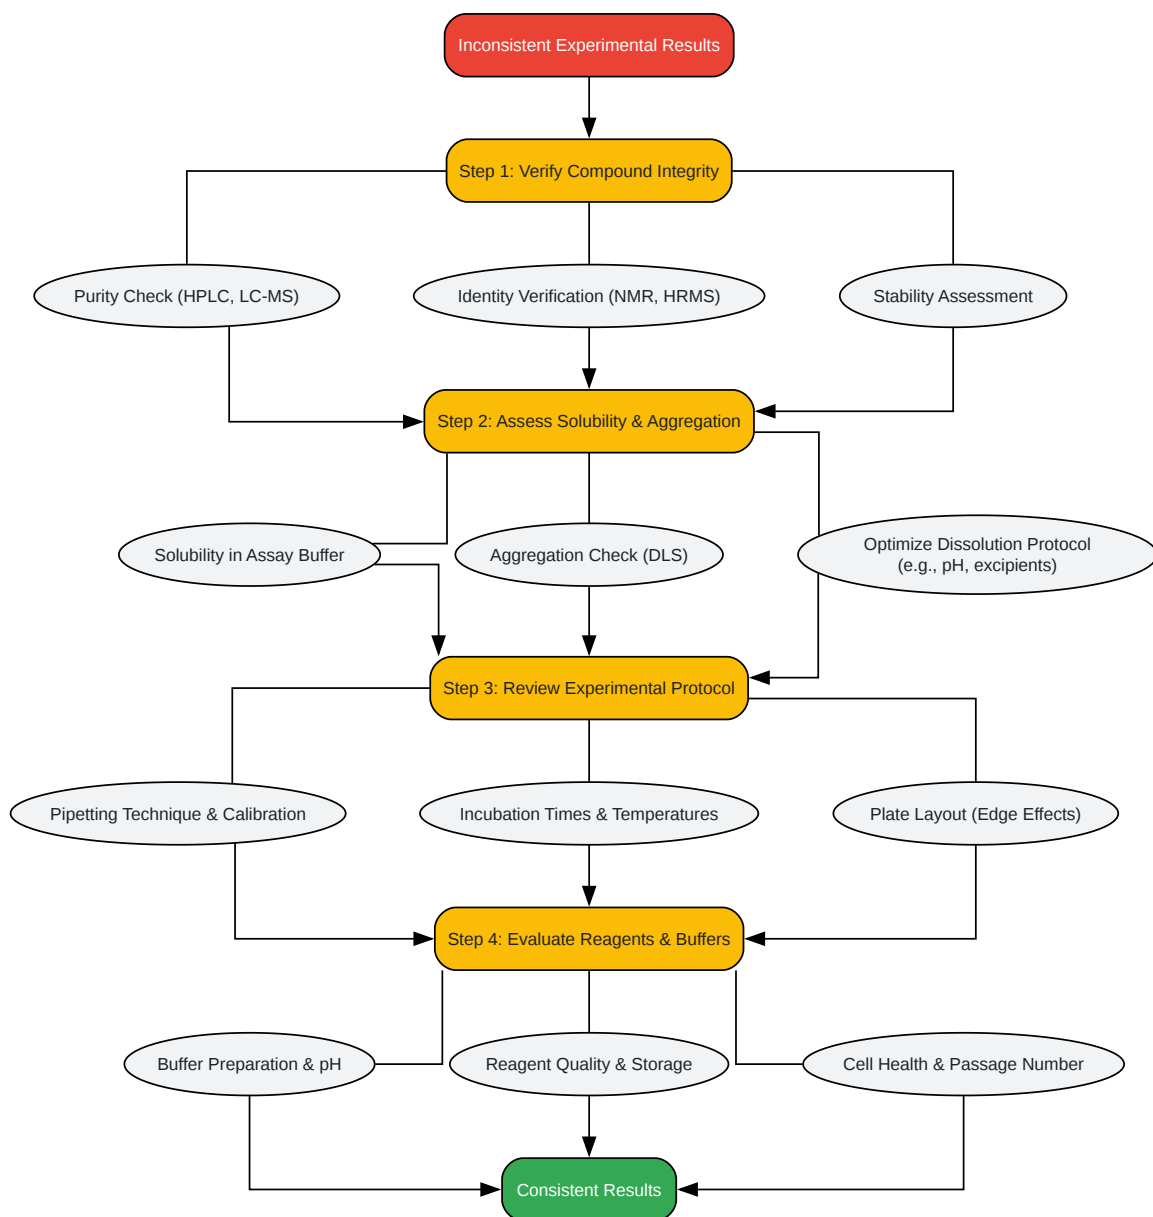 Inconsistent Experimental Results
Step 1: Verify Compound Integrity
Purity Check (HPLC, LC-MS)
Identity Verification (NMR, HRMS)
Stability Assessment
Step 2: Assess Solubility & Aggregation
Solubility in Assay Buffer
Aggregation Check (DLS)
Optimize Dissolution Protocol
(e.g., pH, excipients)
Step 3: Review Experimental Protocol
Pipetting Technique & Calibration
Incubation Times & Temperatures
Plate Layout (Edge Effects)
Step 4: Evaluate Reagents & Buffers
Buffer Preparation & pH
Reagent Quality & Storage
Cell Health & Passage Number
Consistent Results